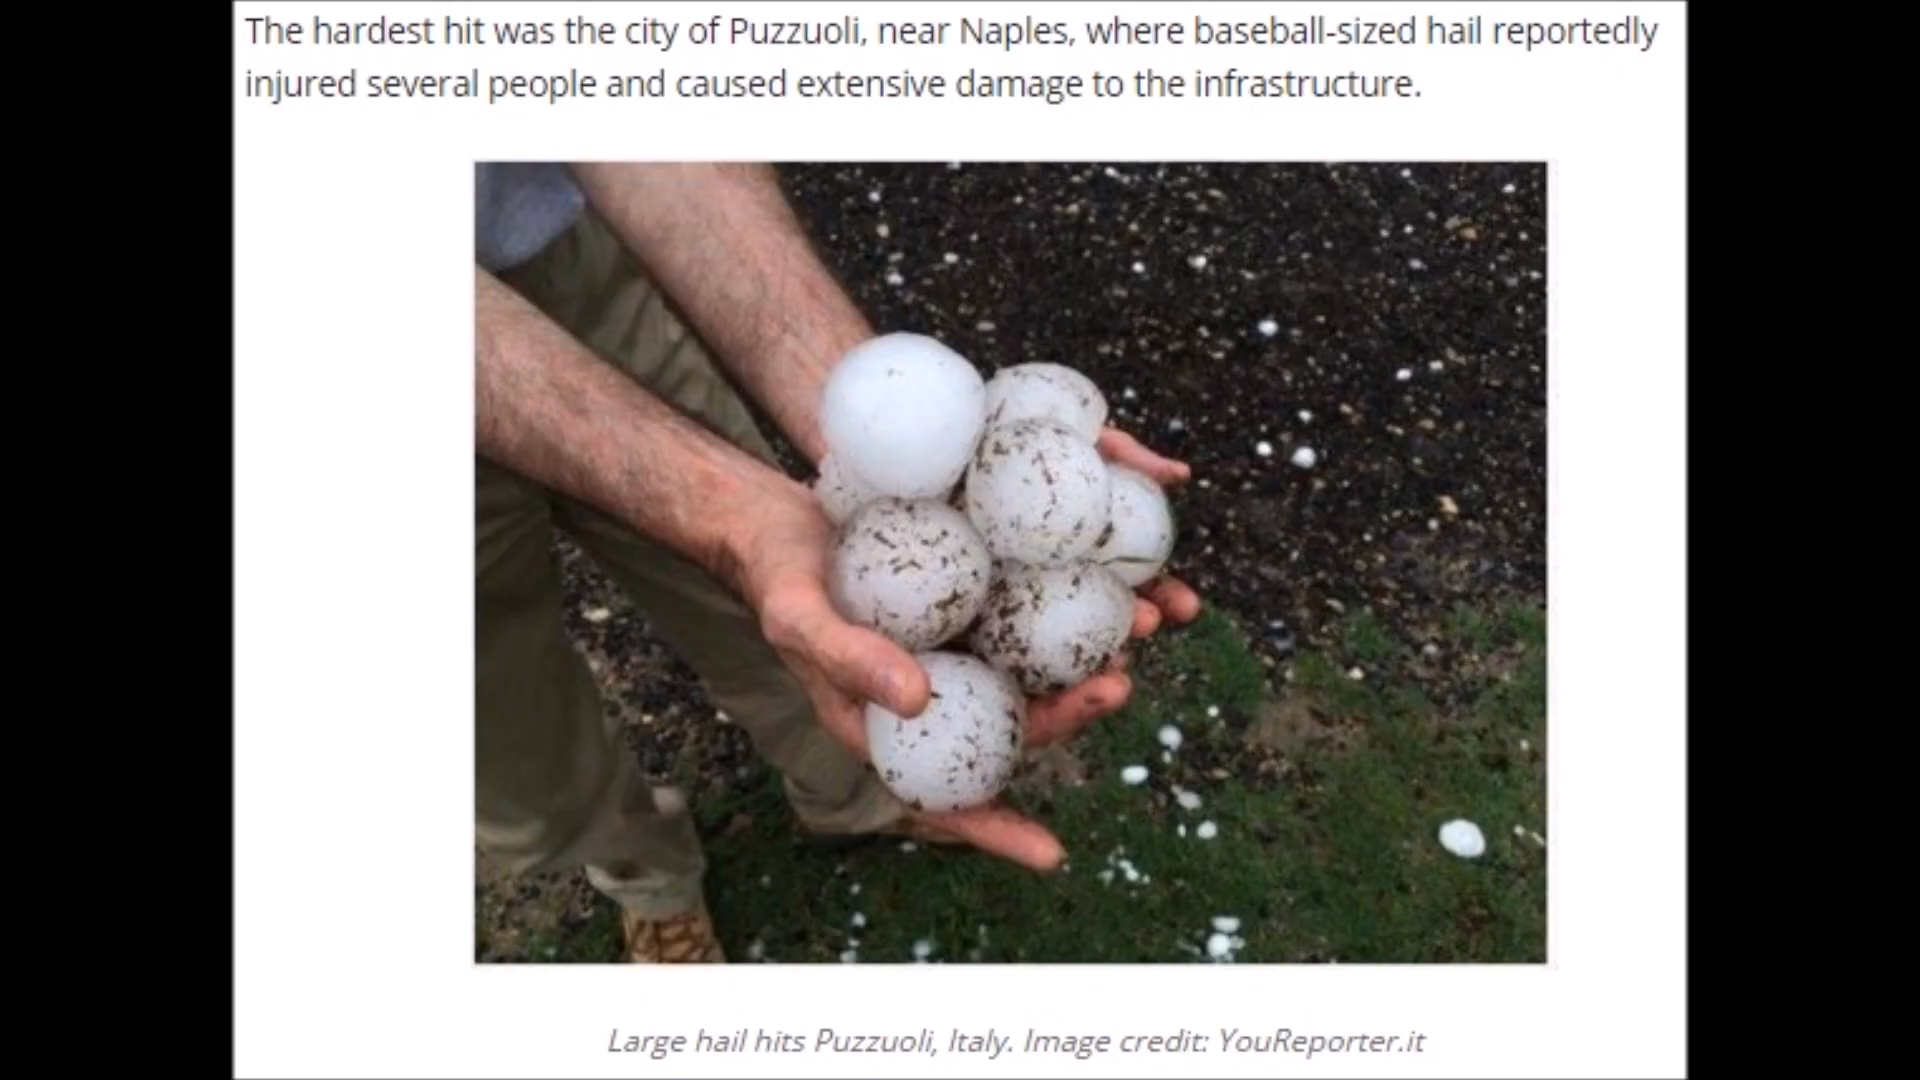 The hardest hit was the city of Puzzuoli, near Naples, where baseball-sized hail reportedly
injured several people and caused extensive damage to the infrastructure.
Large hail hits Puzzuoli, Italy. Image credit: YouReporter.it